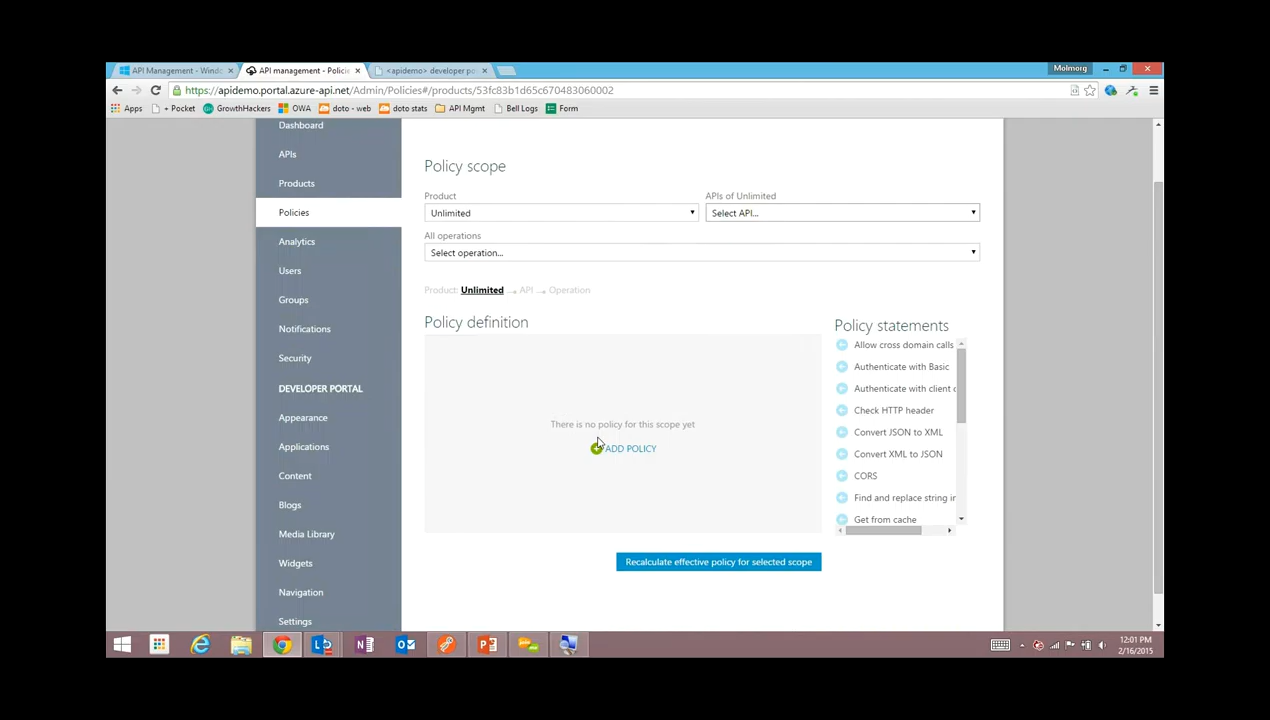 API Management - Windo
API management - Policie
<apidemo> developer po
Molmorg
https://apidemo.portal.azure-api.net/Admin/Policies#/products/53fc83b1d65c670483060002
Apps
+ Pocket
GrowthHackers
OWA
doto - web
doto stats
API Mgmt
Bell Logs
Form
Dashboard
APIs
Products
Policies
Analytics
Users
Groups
Notifications
Security
DEVELOPER PORTAL
Appearance
Applications
Content
Blogs
Media Library
Widgets
Navigation
Settings
Policy scope
Product
APIs of Unlimited
Unlimited
Select API...
All operations
Select operation...
Product: Unlimited API Operation
Policy definition
There is no policy for this scope yet
ADD POLICY
Recalculate effective policy for selected scope
Policy statements
Allow cross domain calls
Authenticate with Basic
Authenticate with client c
Check HTTP header
Convert JSON to XML
Convert XML to JSON
CORS
Find and replace string in
Get from cache
12:01 PM
2/16/2015